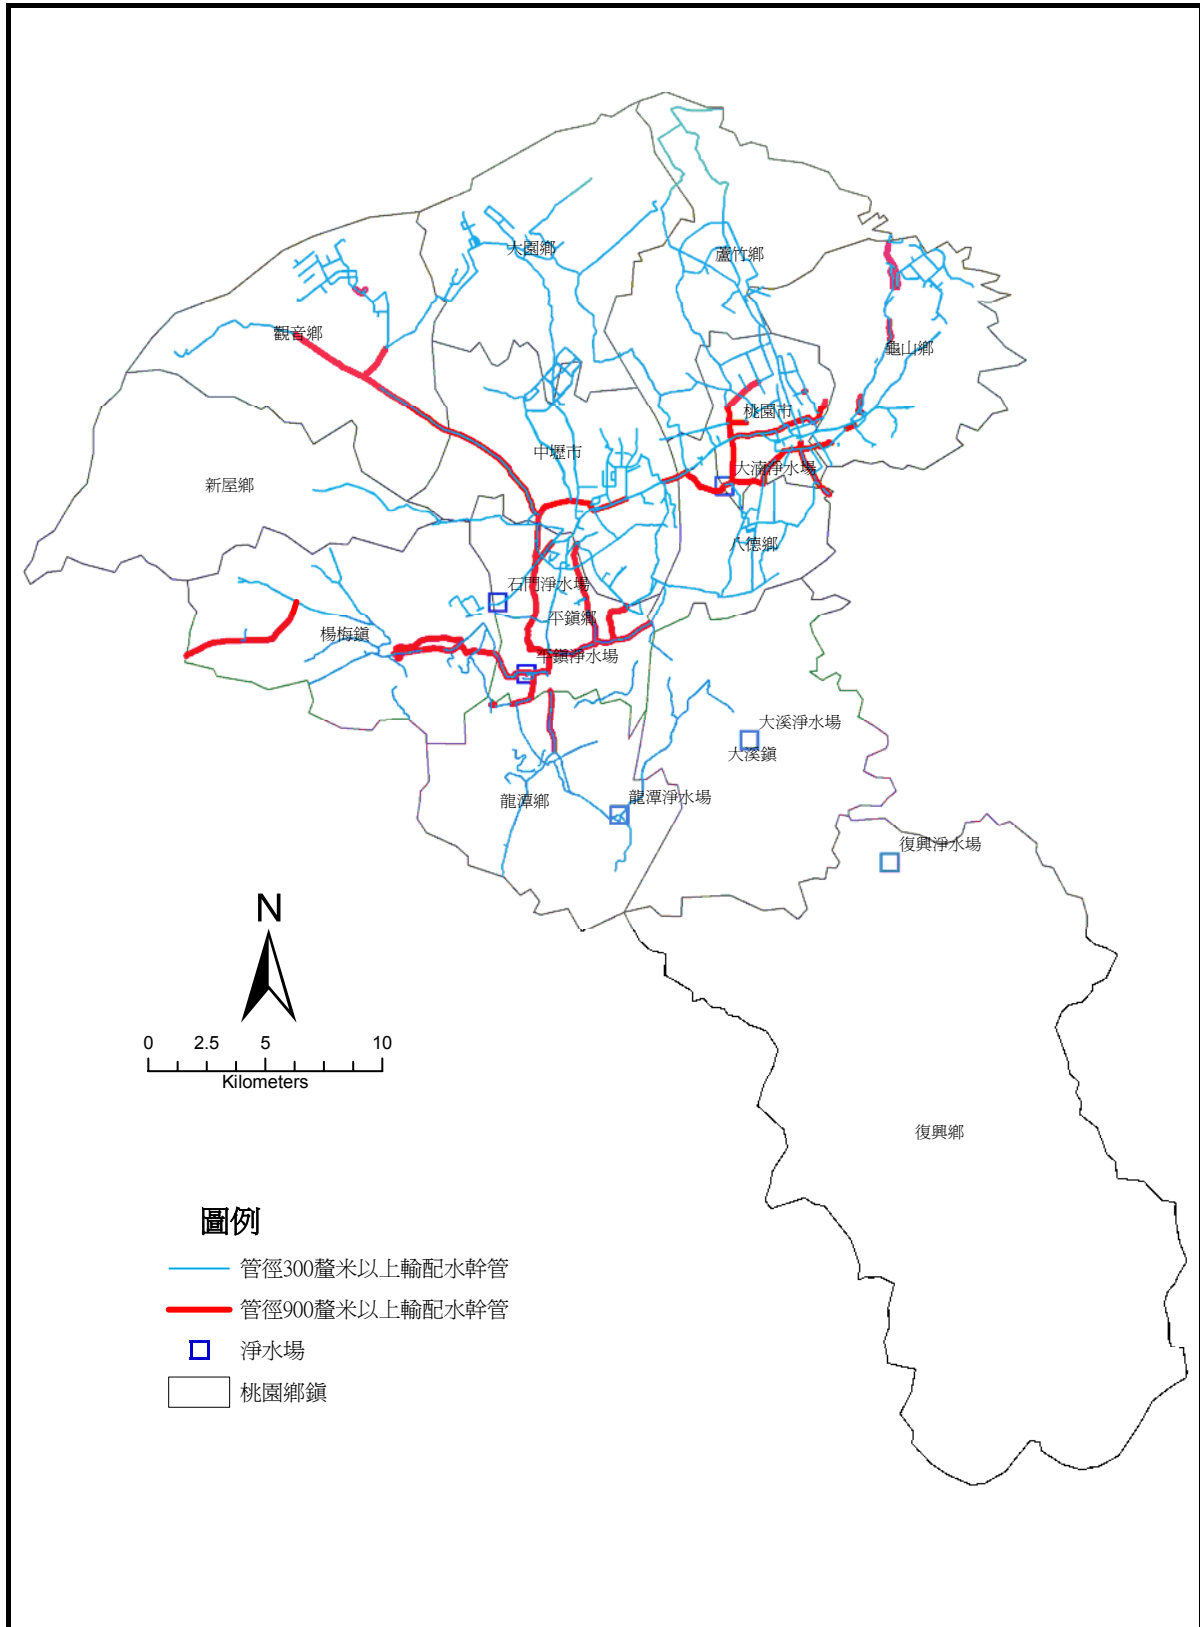 大園鄉
蘆竹鄉
觀音鄉
龜山鄉
桃園市
中壢市
大湳淨水場
新屋鄉
八德鄉
石門淨水場
平鎮鄉
楊梅鎮
平鎮淨水場
大溪淨水場
大溪鎮
龍潭鄉
龍潭淨水場
復興淨水場
N
0 2.5 5 10
Kilometers
復興鄉
圖例
管徑300釐米以上輸配水幹管
管徑900釐米以上輸配水幹管
淨水場
桃園鄉鎮